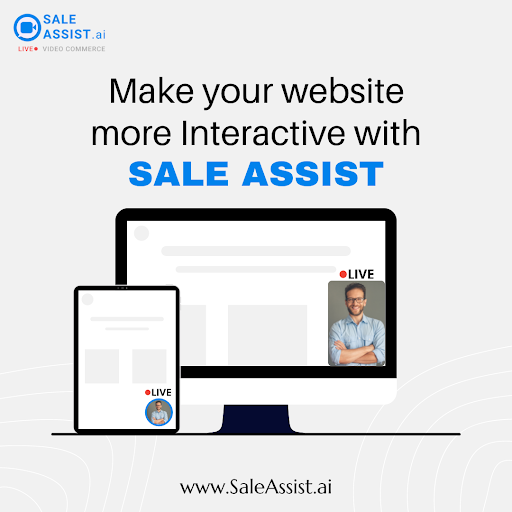 SALE
ASSIST.ai
LIVE VIDEO COMMERCE
Make your website
more Interactive with
SALE ASSIST
LIVE
LIVE
www.SaleAssist.ai